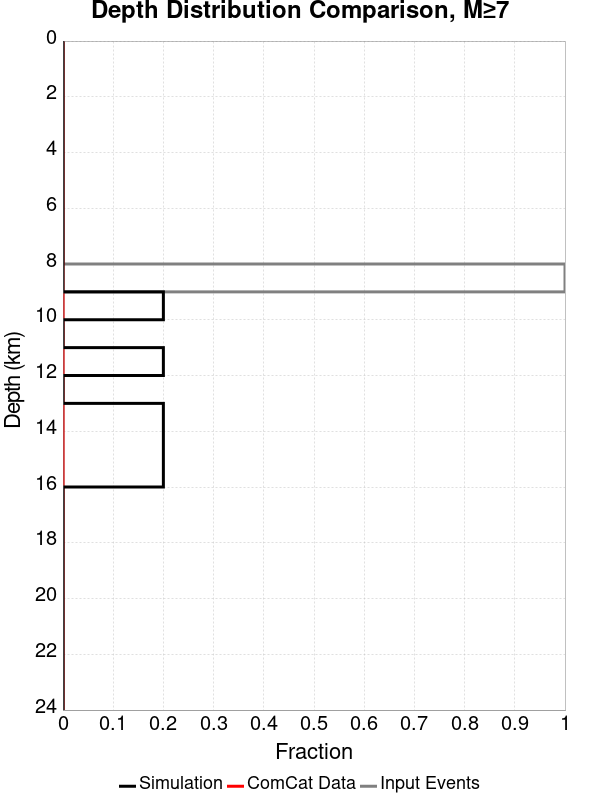 Depth Distribution Comparison, M≥7
0
2
4
6
8
10
12
14
16
18
20
22
24
Depth (km)
0 0.1 0.2 0.3 0.4 0.5 0.6 0.7 0.8 0.9 1
Fraction
Simulation ComCat Data Input Events